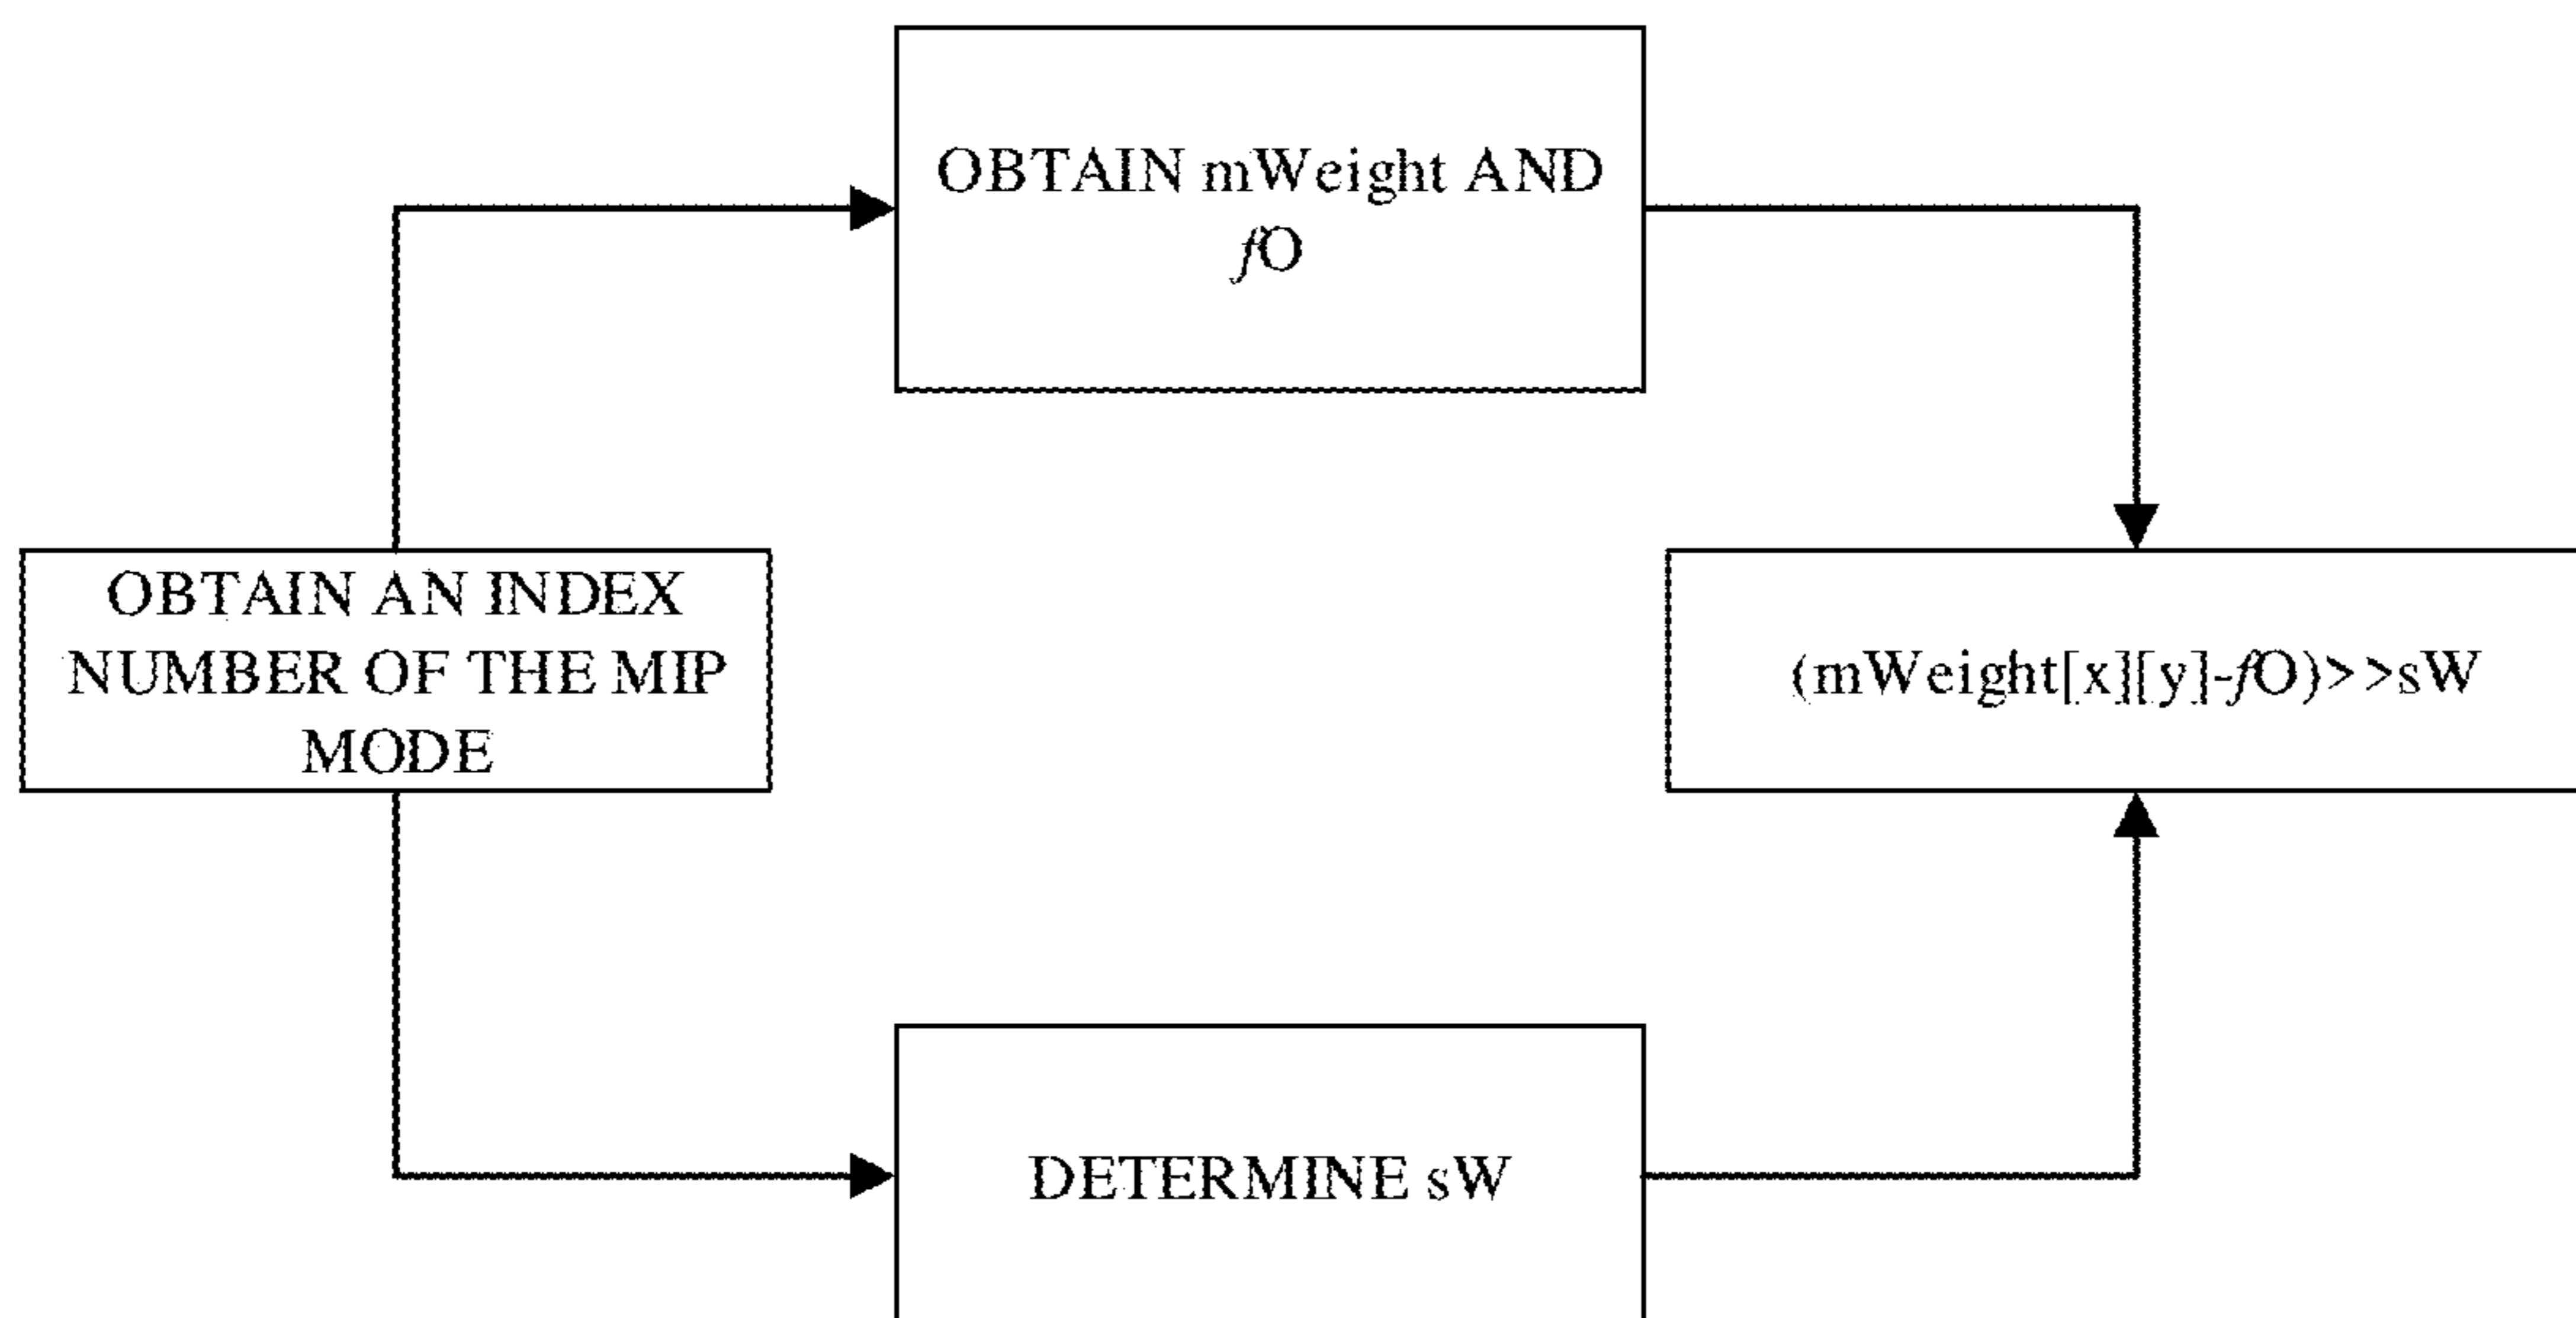 OBTAIN mWeight AND
fO
OBTAIN AN INDEX
NUMBER OF THE MIP
MODE
(mWeight[x][y]-fO)>>sW
DETERMINE sW